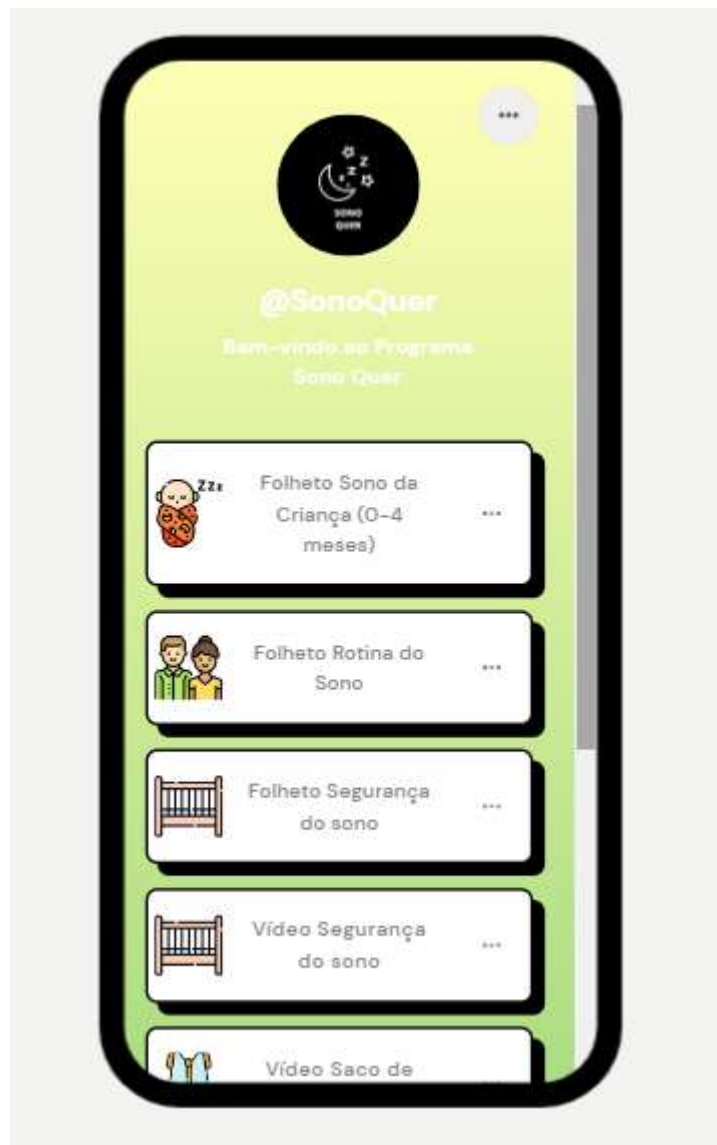 •••
z
z
z
SONO
QUER
@SonoQuer
Bem-vindo ao Programa
Sono Quer
zzz
Folheto Sono da
Criança (0-4
meses)
•••
Folheto Rotina do
Sono
•••
Folheto Segurança
do sono
•••
Vídeo Segurança
do sono
•••
Vídeo Saco de